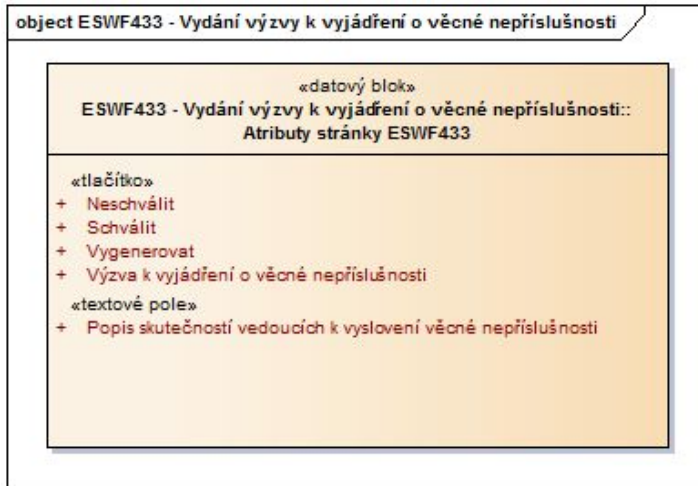 object ESWF433 - Vydání výzvy k vyjádření o věcné nepříslušnosti
«datový blok»
ESWF433 - Vydání výzvy k vyjádření o věcné nepříslušnosti::
Atributy stránky ESWF433
«tlačítko»
+ Neschválit
+ Schválit
+ Vygenerovat
+ Výzva k vyjádření o věcné nepříslušnosti
«textové pole»
+ Popis skutečností vedoucích k vyslovení věcné nepříslušnosti